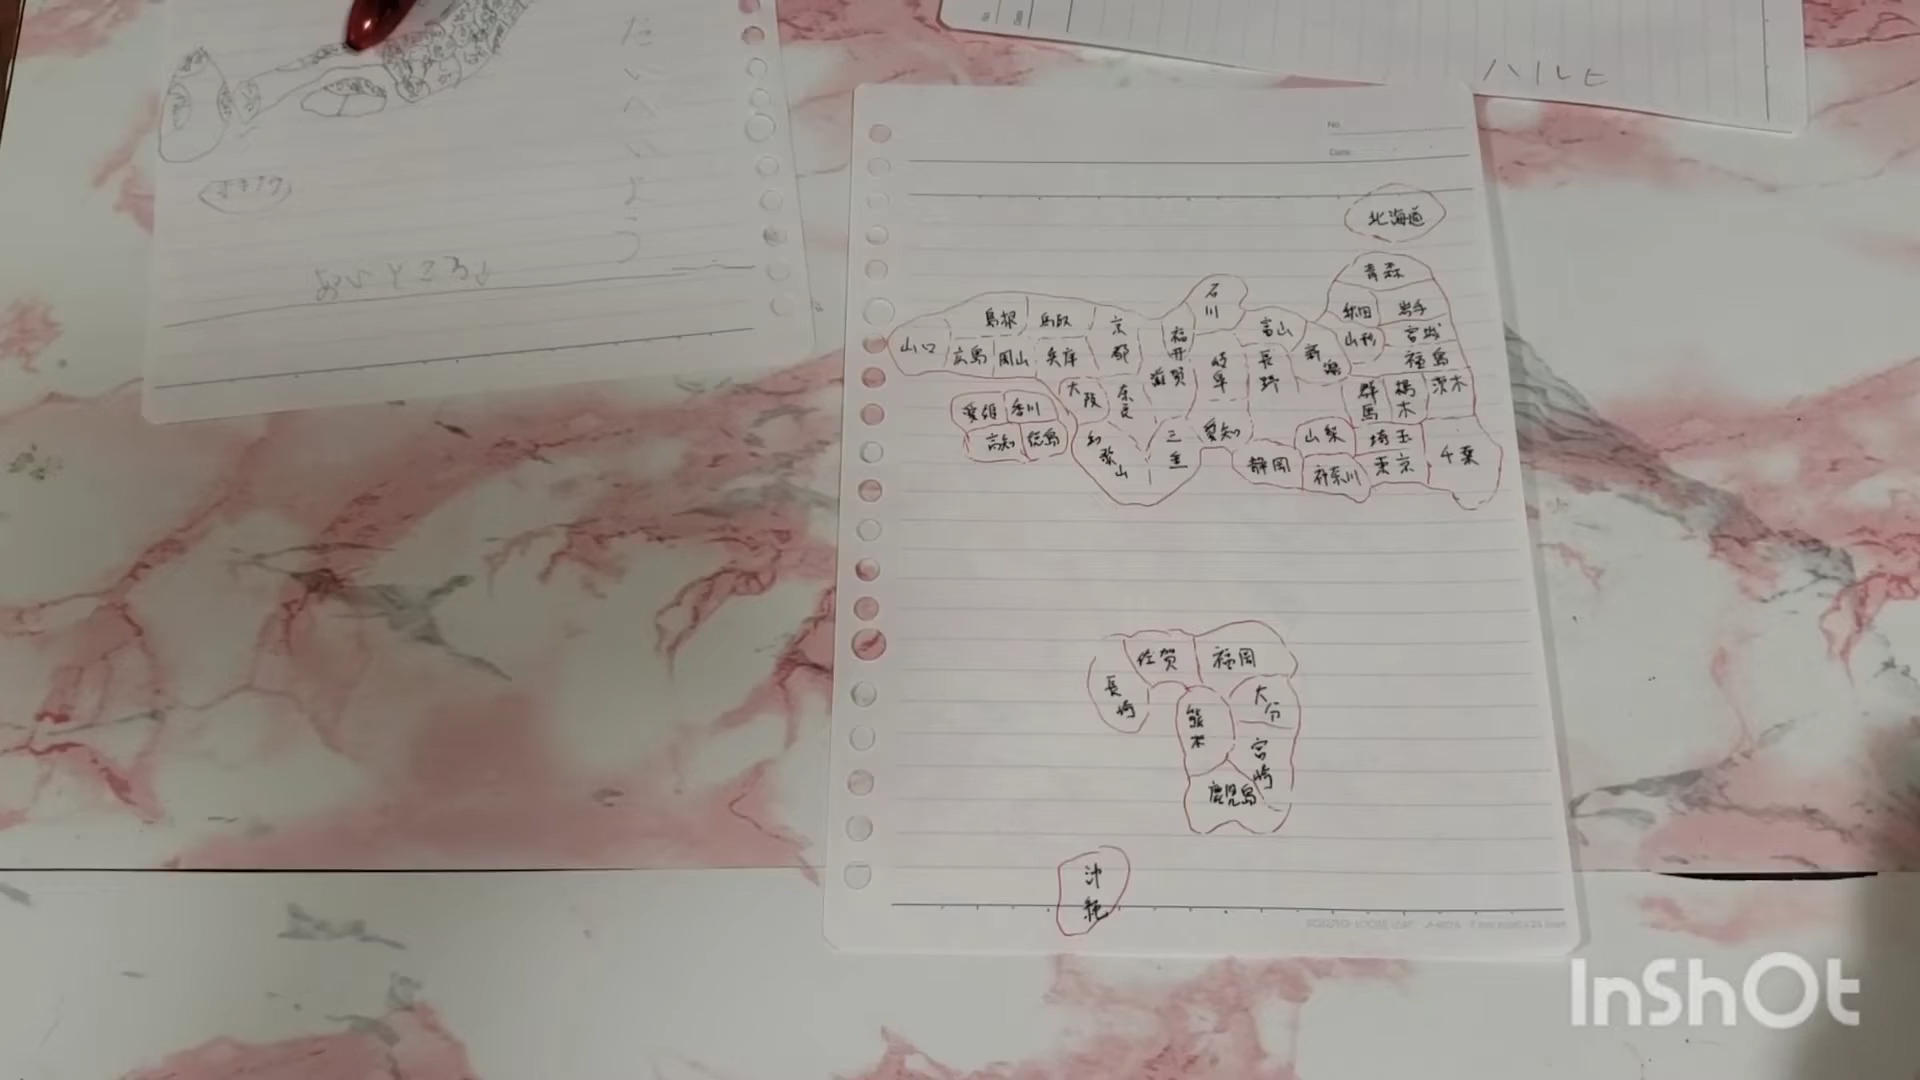 たいへいよう
おいところ
ハルヒ
No.
Date
北海道
青森
秋田
岩手
山形
宮城
福島
石川
富山
新潟
福井
島根
鳥取
京都
山口
広島
岡山
兵庫
滋賀
岐阜
長野
群馬
栃木
茨木
大阪
奈良
愛媛
香川
高知
徳島
和歌山
三重
愛知
静岡
山梨
神奈川
埼玉
東京
千葉
佐賀
福岡
長崎
熊本
大分
宮崎
鹿児島
沖縄
InShOt